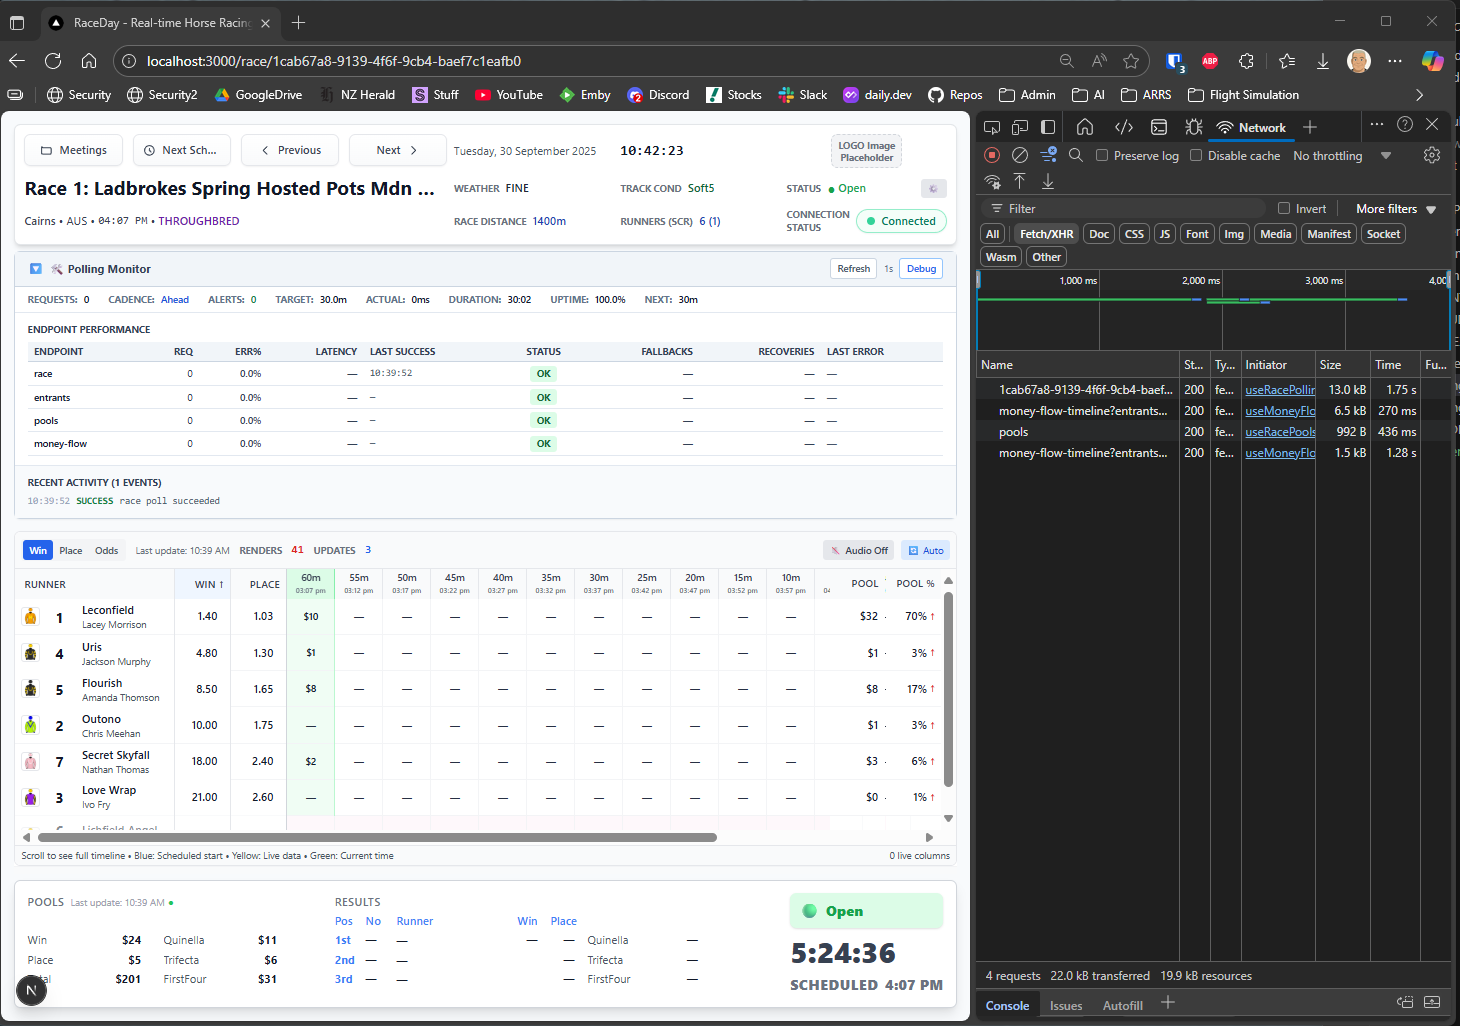 RaceDay - Real-time Horse Racing
localhost:3000/race/1cab67a8-9139-4f6f-9cb4-baef7c1eafb0
3
ABP
Security
Security2
GoogleDrive
NZ Herald
Stuff
YouTube
Emby
Discord
Stocks
Slack
daily.dev
Repos
Admin
AI
ARRS
Flight Simulation
Meetings
Next Sch...
Previous
Next
Tuesday, 30 September 2025
10:42:23
LOGO Image
Placeholder
Race 1: Ladbrokes Spring Hosted Pots Mdn ...
WEATHER FINE
TRACK COND Soft5
STATUS Open
Cairns • AUS • 04:07 PM • THROUGHBRED
RACE DISTANCE 1400m
RUNNERS (SCR) 6 (1)
CONNECTION
STATUS
Connected
Polling Monitor
Refresh 1s Debug
REQUESTS: 0 CADENCE: Ahead ALERTS: 0 TARGET: 30.0m ACTUAL: 0ms DURATION: 30:02 UPTIME: 100.0% NEXT: 30m
ENDPOINT PERFORMANCE
ENDPOINT REQ ERR% LATENCY LAST SUCCESS STATUS FALLBACKS RECOVERIES LAST ERROR
race 0 0.0% — 10:39:52 OK — — —
entrants 0 0.0% — – OK — — —
pools 0 0.0% — – OK — — —
money-flow 0 0.0% — – OK — — —
RECENT ACTIVITY (1 EVENTS)
10:39:52 SUCCESS race poll succeeded
Win Place Odds Last update: 10:39 AM RENDERS 41 UPDATES 3
Audio Off Auto
RUNNER WIN ↑ PLACE 60m 55m 50m 45m 40m 35m 30m 25m 20m 15m 10m POOL POOL %
03:07 pm 03:12 pm 03:17 pm 03:22 pm 03:27 pm 03:32 pm 03:37 pm 03:42 pm 03:47 pm 03:52 pm 03:57 pm 04
1 Leconfield 1.40 1.03 $10 — — — — — — — — — — $32 70% ↑
Lacey Morrison
4 Uris 4.80 1.30 $1 — — — — — — — — — — $1 3% ↑
Jackson Murphy
5 Flourish 8.50 1.65 $8 — — — — — — — — — — $8 17% ↑
Amanda Thomson
2 Outono 10.00 1.75 — — — — — — — — — — — $1 3% ↑
Chris Meehan
7 Secret Skyfall 18.00 2.40 $2 — — — — — — — — — — $3 6% ↑
Nathan Thomas
3 Love Wrap 21.00 2.60 — — — — — — — — — — — $0 1% ↑
Ivo Fry
Scroll to see full timeline • Blue: Scheduled start • Yellow: Live data • Green: Current time
0 live columns
POOLS Last update: 10:39 AM
Win $24 Quinella $11
Place $5 Trifecta $6
$201 FirstFour $31
N
RESULTS
Pos No Runner Win Place
1st — — — — Quinella —
2nd — — — Trifecta —
3rd — — — FirstFour —
Open
5:24:36
SCHEDULED 4:07 PM
Network
Preserve log
Disable cache
No throttling
Filter
Invert
More filters
All Fetch/XHR Doc CSS JS Font Img Media Manifest Socket
Wasm Other
1,000 ms 2,000 ms 3,000 ms 4,00
Name St... Ty... Initiator Size Time Fu...
1cab67a8-9139-4f6f-9cb4-baef... 200 fe... useRacePollin 13.0 kB 1.75 s
money-flow-timeline?entrants... 200 fe... useMoneyFlo 6.5 kB 270 ms
pools 200 fe... useRacePools 992 B 436 ms
money-flow-timeline?entrants... 200 fe... useMoneyFlo 1.5 kB 1.28 s
4 requests 22.0 kB transferred 19.9 kB resources
Console Issues Autofill